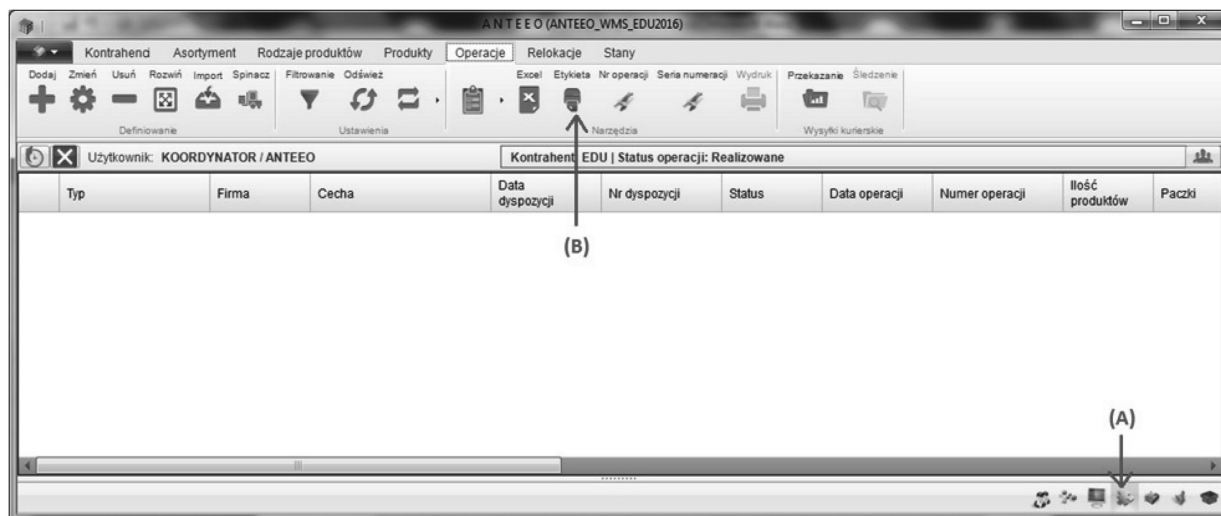 ANTEEO (ANTEEO_WMS_EDU2016)
Kontrahenci Asortyment Rodzaje produktów Produkty Operacje Relokacje Stany
Dodaj Zmień Usuń Rozwiń Import Spinacz Filtrowanie Odśwież Excel Etykieta Nr operacji Seria numeracji Wydruk Przekazanie Śledzenie
Definiowanie Ustawienia Narzędzia Wysyłki kurierskie
Użytkownik: KOORDYNATOR / ANTEEO Kontrahent: EDU | Status operacji: Realizowane
Typ Firma Cecha Data dyspozycji Nr dyspozycji Status Data operacji Numer operacji Ilość produktów Paczki
(B)
(A)